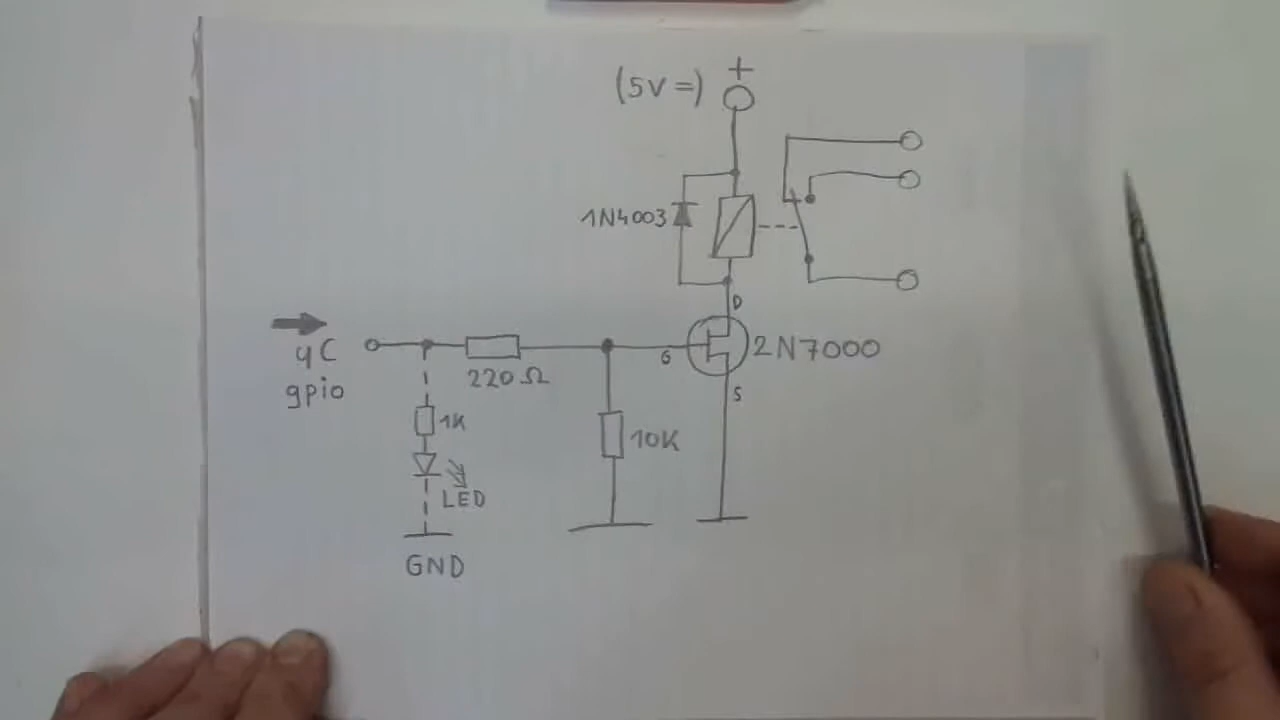 +
(5V=)
1N4003
D
2N7000
G
S
μC
gpio
220Ω
1K
10K
LED
GND